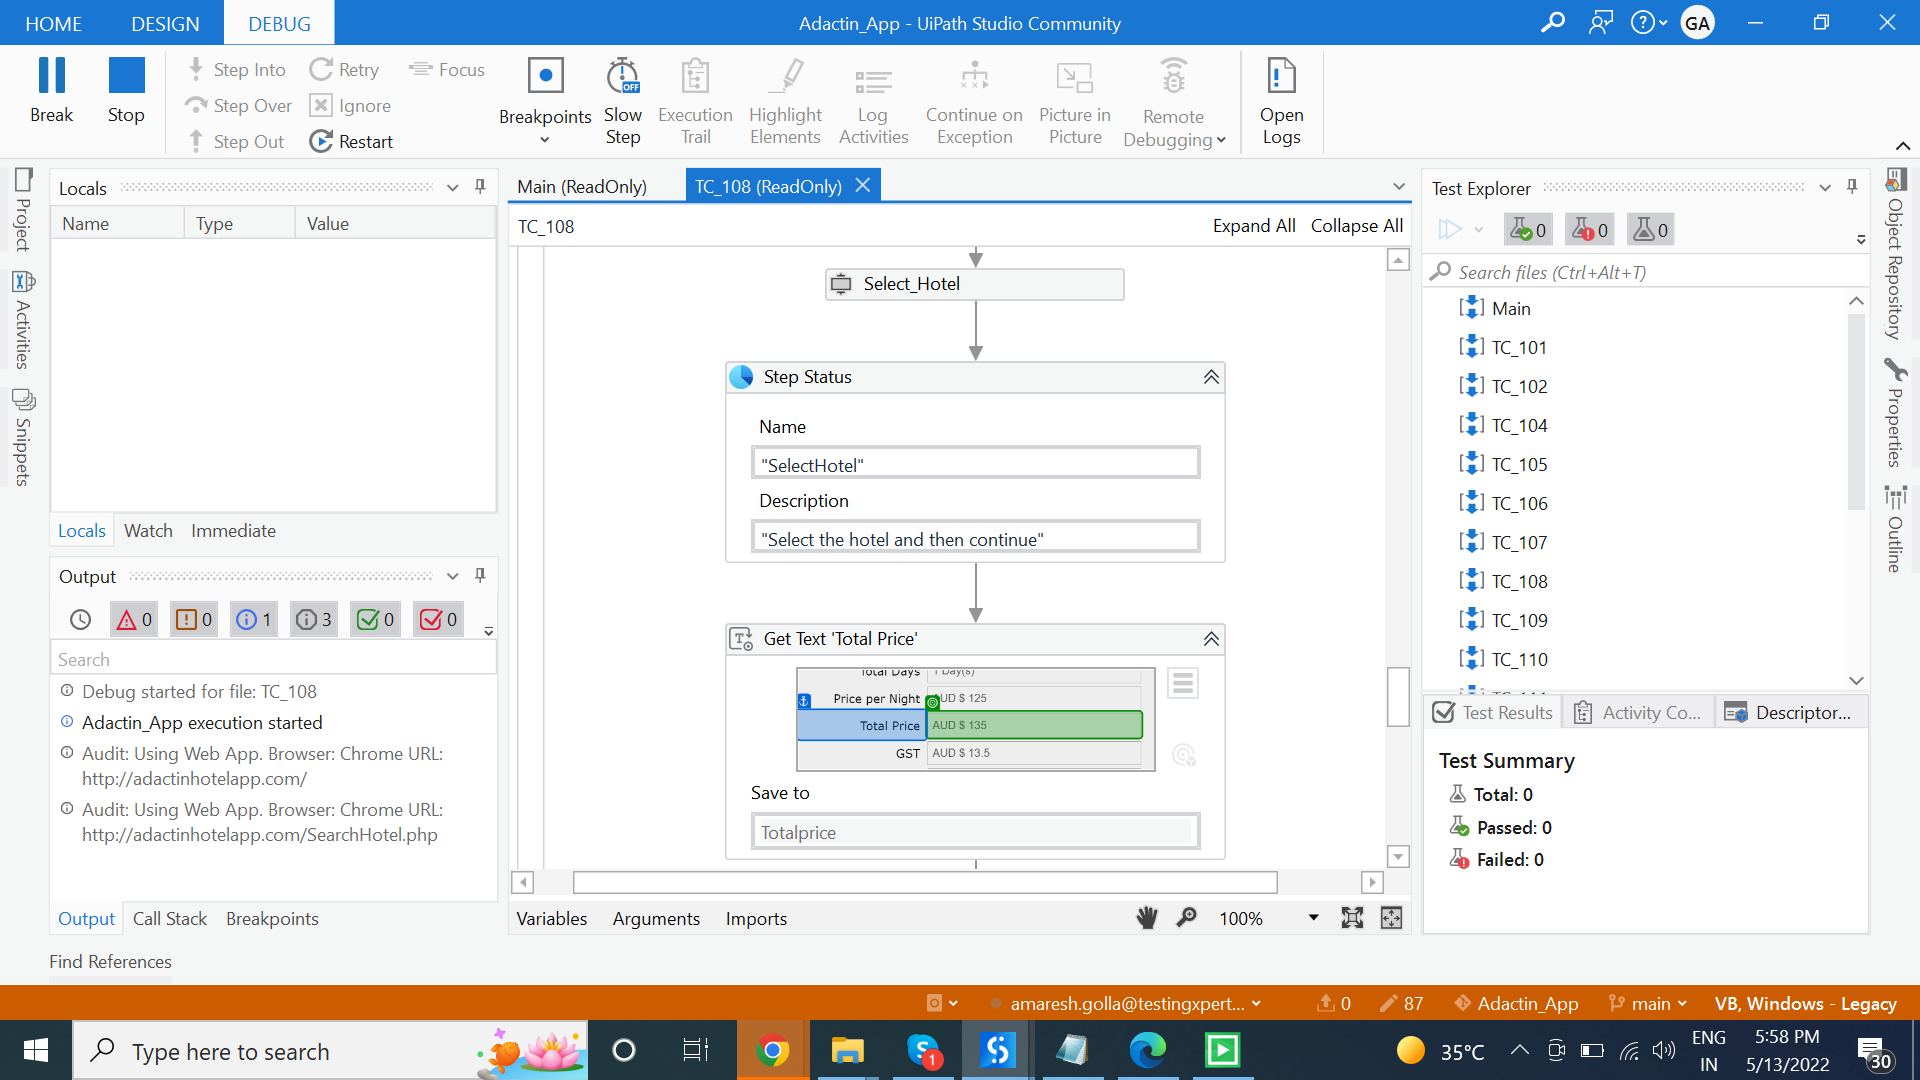 HOME DESIGN DEBUG
Adactin_App - UiPath Studio Community
GA
Break
Stop
Step Into
Step Over
Step Out
Retry
Ignore
Restart
Focus
Breakpoints
Slow Step
OFF
Execution Trail
Highlight Elements
Log Activities
Continue on Exception
Picture in Picture
Remote Debugging
Open Logs
Project
Activities
Snippets
Locals
Name Type Value
Locals Watch Immediate
Output
0 0 1 3 0 0
Search
Debug started for file: TC_108
Adactin_App execution started
Audit: Using Web App. Browser: Chrome URL:
http://adactinhotelapp.com/
Audit: Using Web App. Browser: Chrome URL:
http://adactinhotelapp.com/SearchHotel.php
Output Call Stack Breakpoints
Find References
Main (ReadOnly) TC_108 (ReadOnly)
TC_108
Expand All Collapse All
Select_Hotel
Step Status
Name
"SelectHotel"
Description
"Select the hotel and then continue"
Get Text 'Total Price'
Total Days 1 Day(s)
Price per Night AUD $ 125
Total Price AUD $ 135
GST AUD $ 13.5
Save to
Totalprice
Variables Arguments Imports
100%
Test Explorer
0 0 0
Search files (Ctrl+Alt+T)
Main
TC_101
TC_102
TC_104
TC_105
TC_106
TC_107
TC_108
TC_109
TC_110
Test Results Activity Co... Descriptor...
Test Summary
Total: 0
Passed: 0
Failed: 0
Object Repository
Properties
Outline
amaresh.golla@testingxpert... 0 87 Adactin_App main VB, Windows - Legacy
Type here to search
1
35°C
ENG
IN
5:58 PM
5/13/2022
30